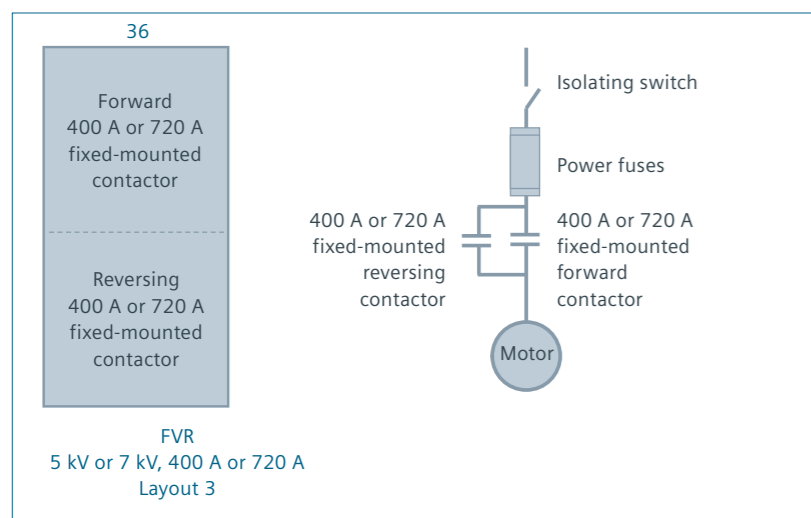 36
Forward
400 A or 720 A
fixed-mounted
contactor
Reversing
400 A or 720 A
fixed-mounted
contactor
FVR
5 kV or 7 kV, 400 A or 720 A
Layout 3
Isolating switch
Power fuses
400 A or 720 A
fixed-mounted
reversing
contactor
400 A or 720 A
fixed-mounted
forward
contactor
Motor